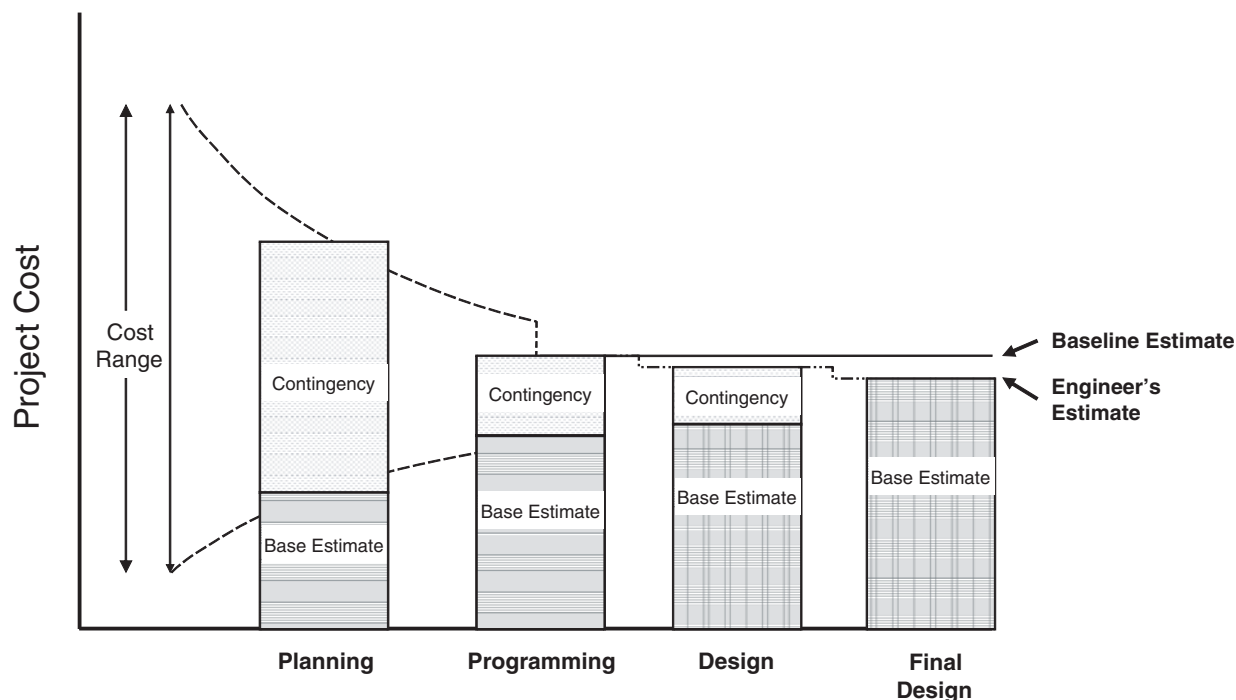 Project Cost
Cost
Range
Contingency
Base Estimate
Contingency
Base Estimate
Contingency
Base Estimate
Base Estimate
Baseline Estimate
Engineer's
Estimate
Planning
Programming
Design
Final
Design